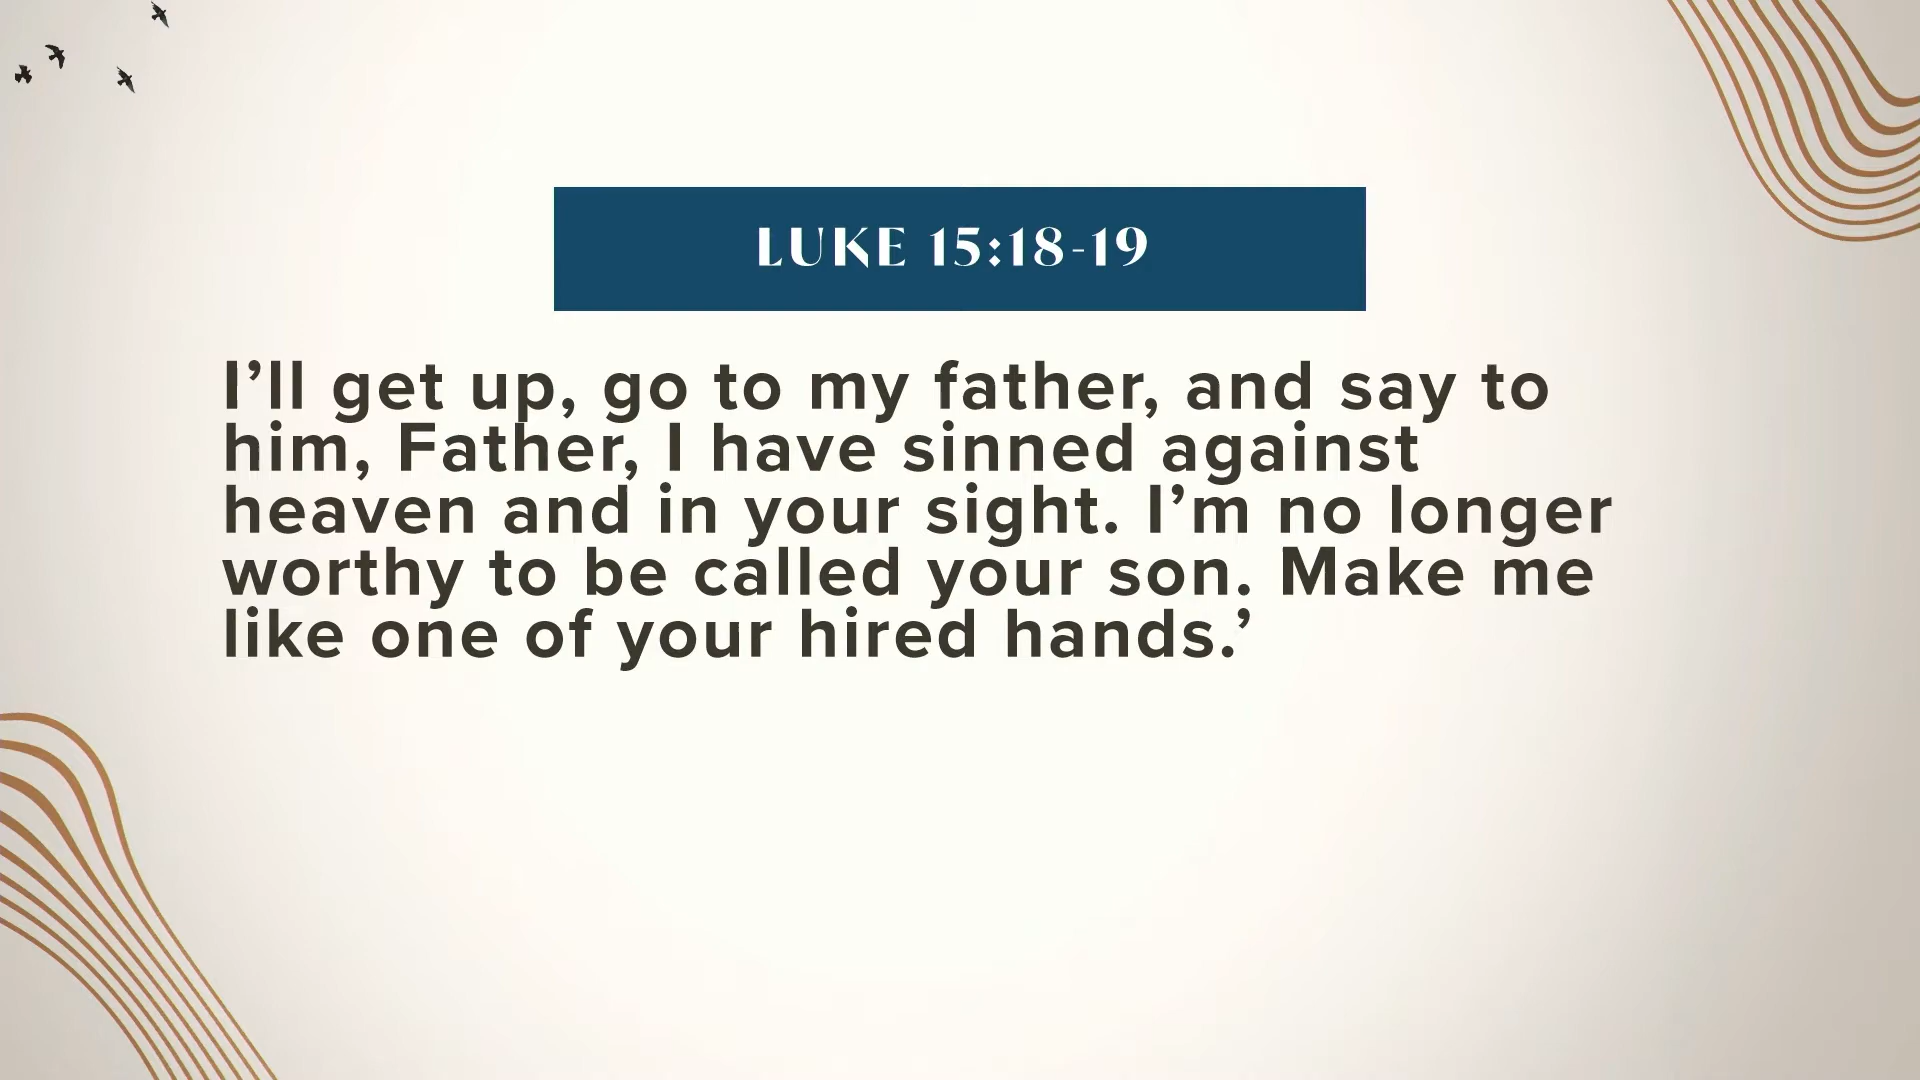 LUKE 15:18-19
I’ll get up, go to my father, and say to
him, Father, I have sinned against
heaven and in your sight. I’m no longer
worthy to be called your son. Make me
like one of your hired hands.’